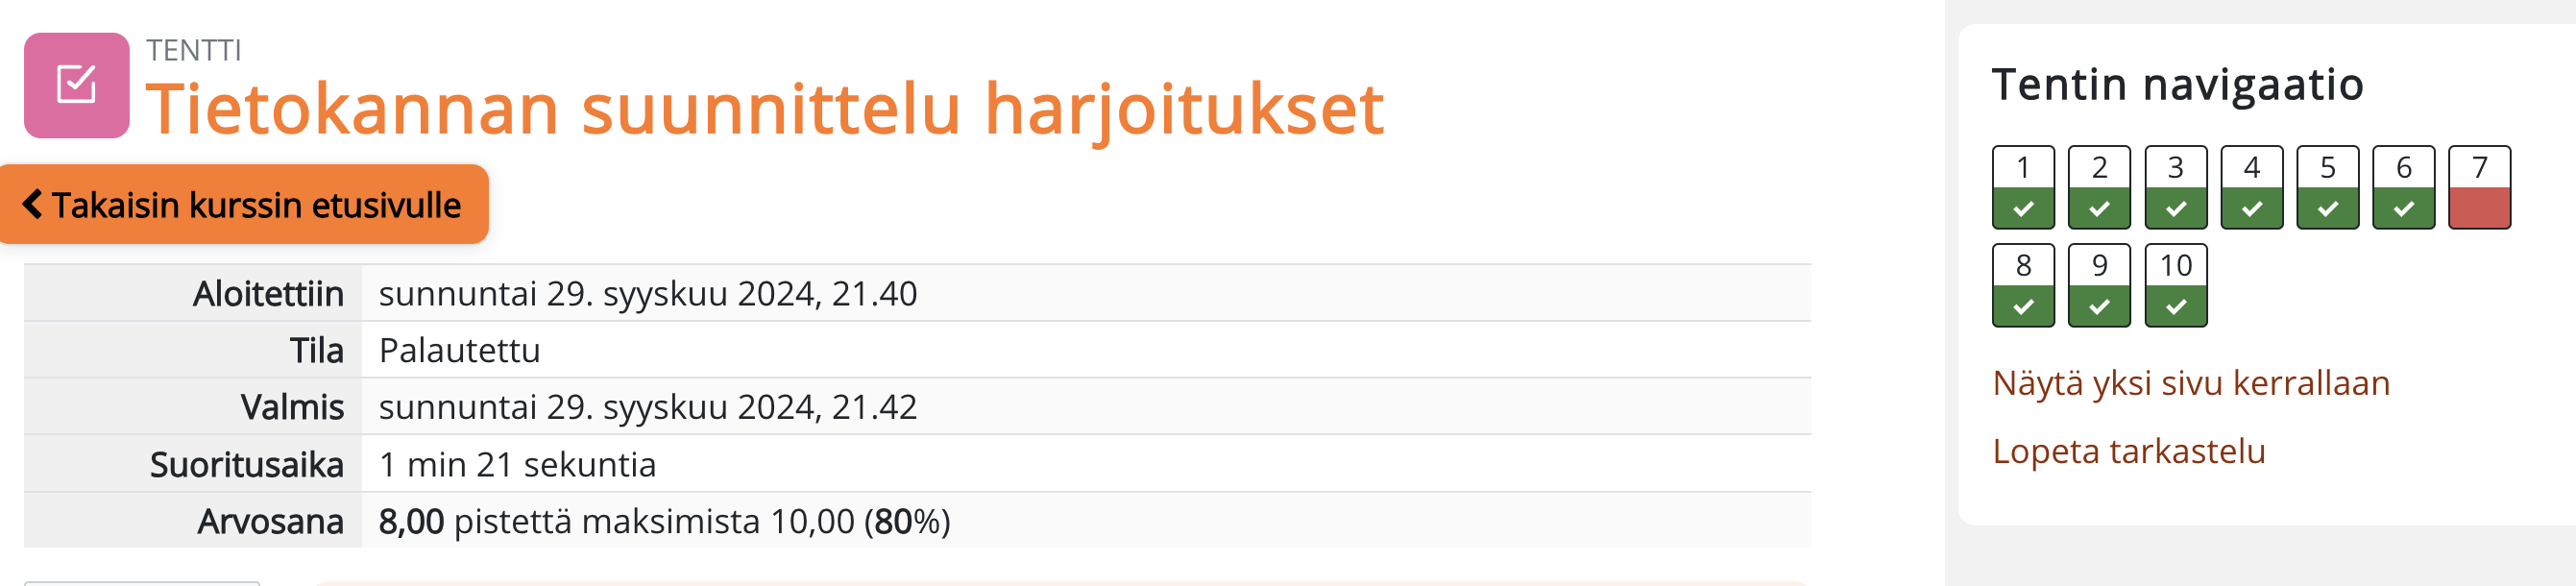 TENTTI
Tietokannan suunnittelu harjoitukset
Takaisin kurssin etusivulle
Aloitettiin sunnuntai 29. syyskuu 2024, 21.40
Tila Palautettu
Valmis sunnuntai 29. syyskuu 2024, 21.42
Suoritusaika 1 min 21 sekuntia
Arvosana 8,00 pistettä maksimista 10,00 (80%)
Tentin navigaatio
1 2 3 4 5 6 7
8 9 10
Näytä yksi sivu kerrallaan
Lopeta tarkastelu